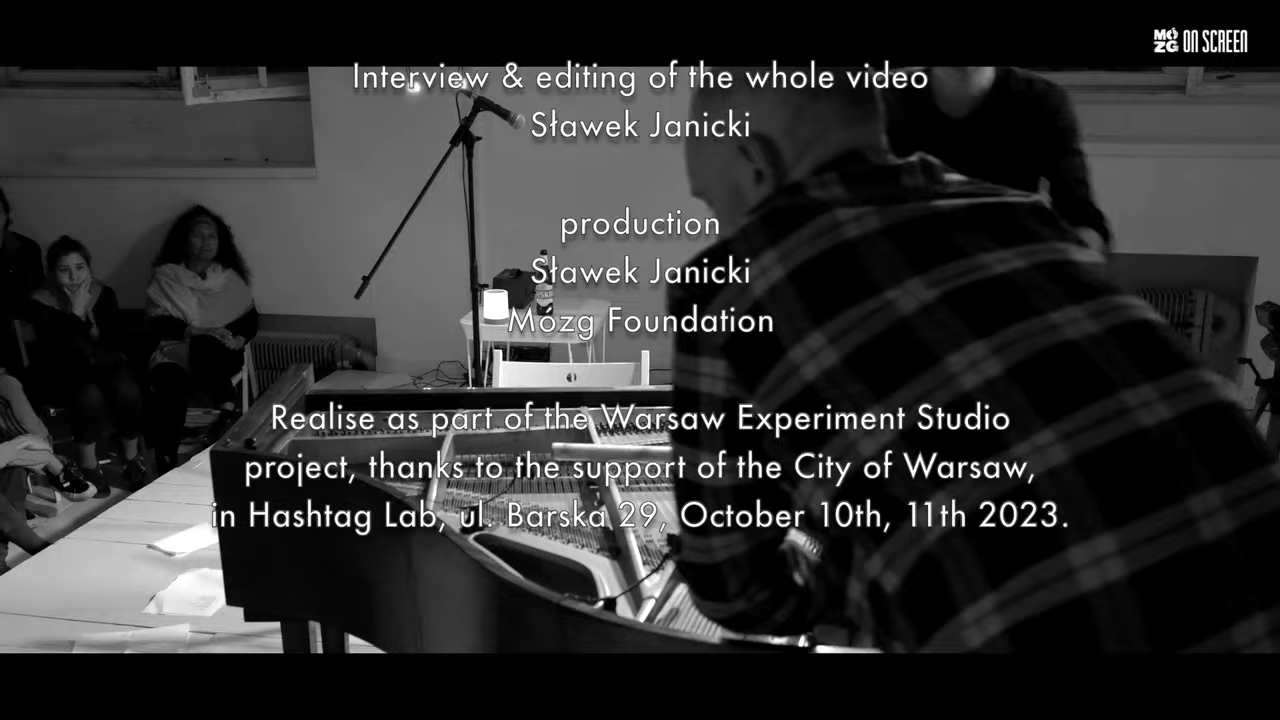 MÓZG ON SCREEN
Interview & editing of the whole video
Sławek Janicki
production
Sławek Janicki
Mózg Foundation
Realise as part of the Warsaw Experiment Studio
project, thanks to the support of the City of Warsaw,
in Hashtag Lab, ul. Barska 29, October 10th, 11th 2023.